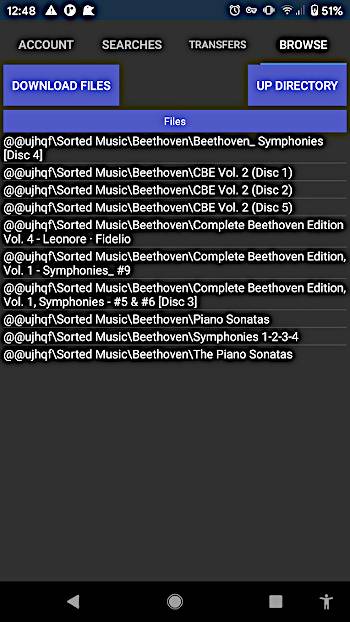 12:48
51%
ACCOUNT SEARCHES TRANSFERS BROWSE
DOWNLOAD FILES UP DIRECTORY
Files
@@ujhqf\Sorted Music\Beethoven\Beethoven_ Symphonies
[Disc 4]
@@ujhqf\Sorted Music\Beethoven\CBE Vol. 2 (Disc 1)
@@ujhqf\Sorted Music\Beethoven\CBE Vol. 2 (Disc 2)
@@ujhqf\Sorted Music\Beethoven\CBE Vol. 2 (Disc 5)
@@ujhqf\Sorted Music\Beethoven\Complete Beethoven Edition
Vol. 4 - Leonore · Fidelio
@@ujhqf\Sorted Music\Beethoven\Complete Beethoven Edition,
Vol. 1 - Symphonies_ #9
@@ujhqf\Sorted Music\Beethoven\Complete Beethoven Edition,
Vol. 1, Symphonies - #5 & #6 [Disc 3]
@@ujhqf\Sorted Music\Beethoven\Piano Sonatas
@@ujhqf\Sorted Music\Beethoven\Symphonies 1-2-3-4
@@ujhqf\Sorted Music\Beethoven\The Piano Sonatas